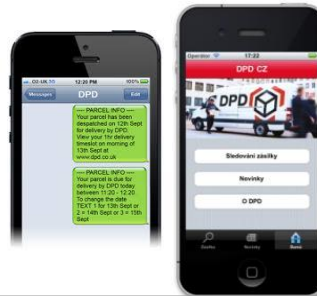 O2-UK
12:20 PM
100%
Messages
DPD
Edit
---- PARCEL INFO ----
Your parcel has been
despatched on 12th Sept
for delivery by DPD.
View your 1hr delivery
timeslot on morning of
13th Sept at
www.dpd.co.uk
---- PARCEL INFO ----
Your parcel is due for
delivery by DPD today
between 11:20 - 12:20
To change the date
TEXT 1 for 13th Sept or
2 = 14th Sept or 3 = 15th
Sept
17:22
DPD CZ
DPD
Sledování zásilky
Novinky
O DPD
Novinky